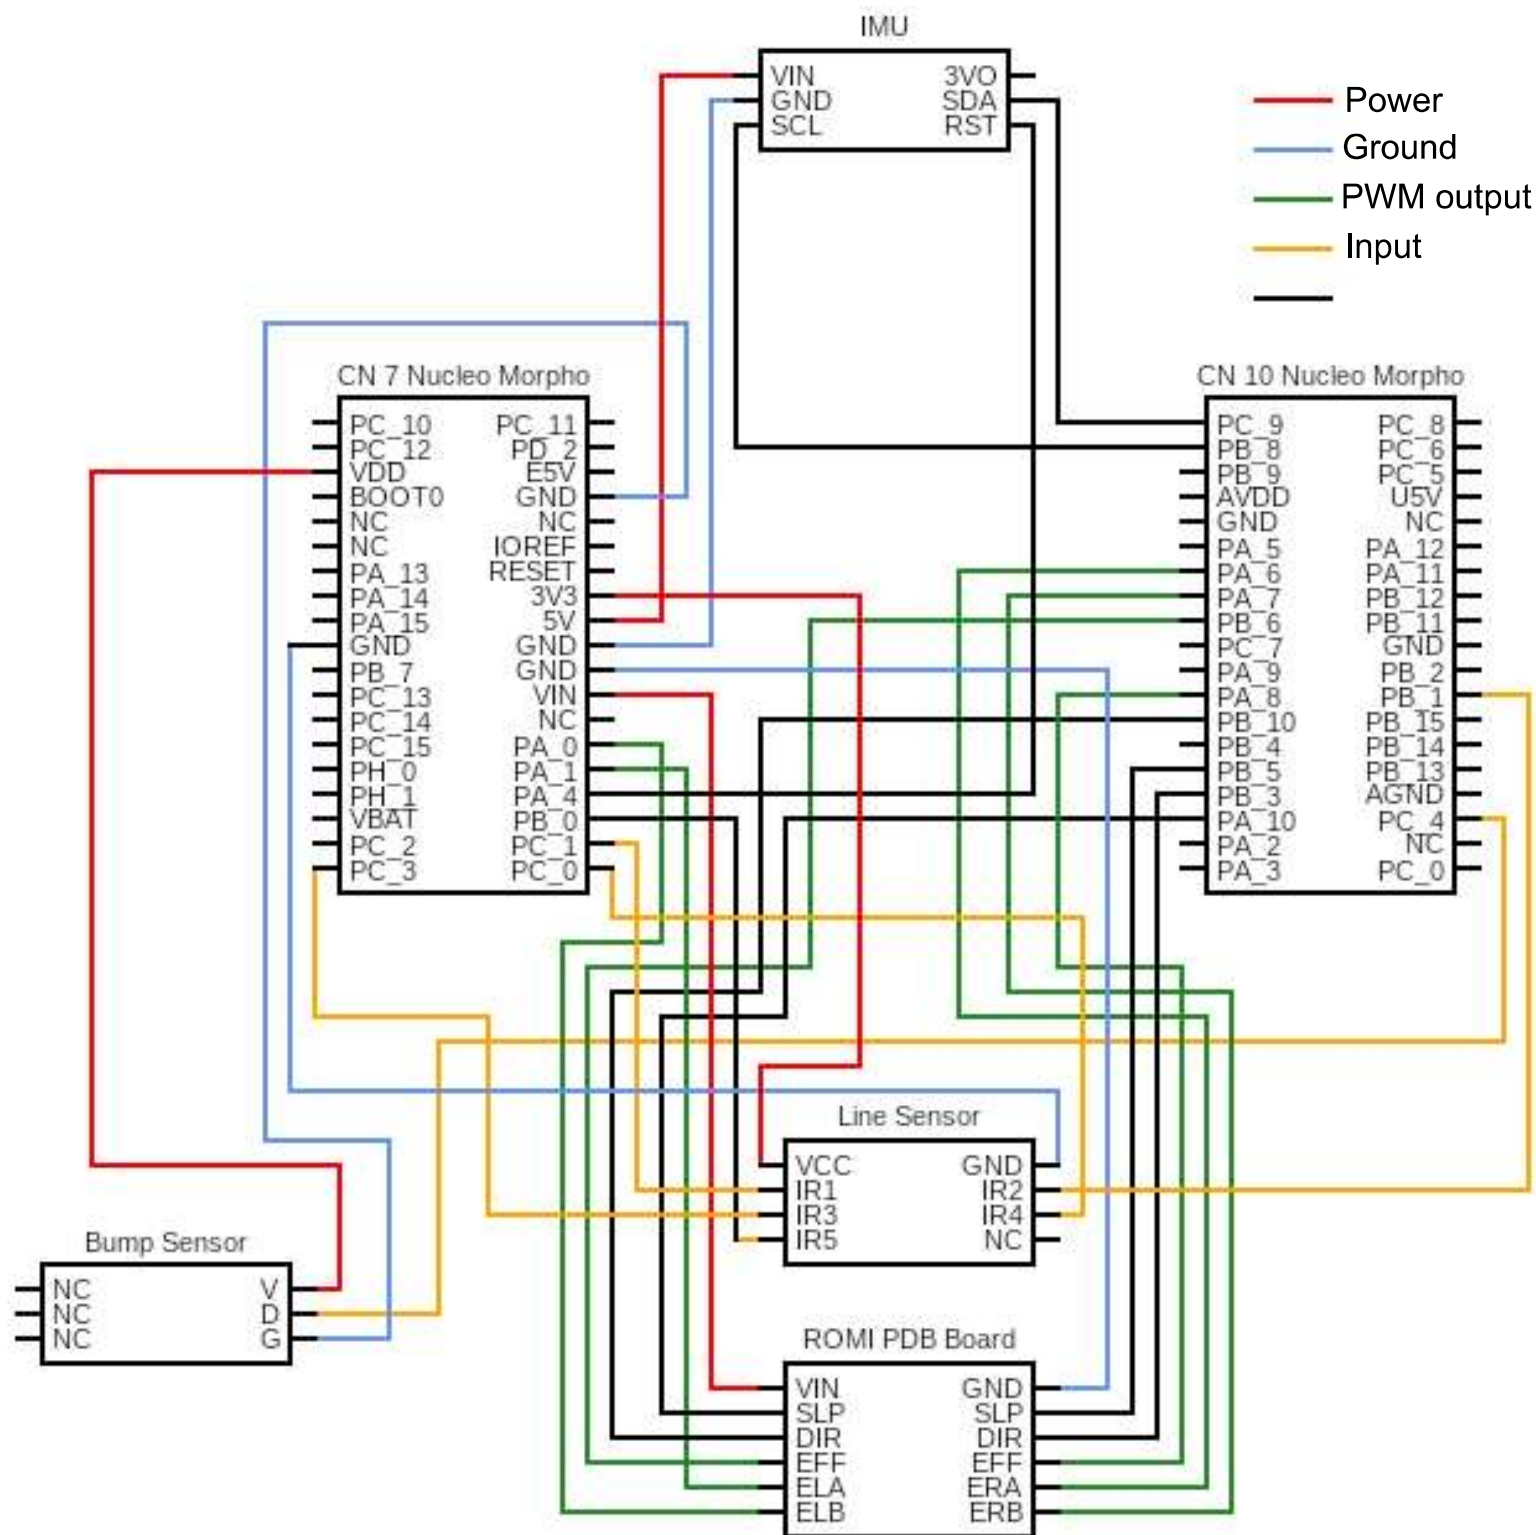 IMU
VIN 3VO
GND SDA
SCL RST
Power
Ground
PWM output
Input
CN 7 Nucleo Morpho
PC_10 PC_11
PC_12 PD_2
VDD E5V
BOOT0 GND
NC NC
NC IOREF
PA_13 RESET
PA_14 3V3
PA_15 5V
GND GND
PB_7 GND
PC_13 VIN
PC_14 NC
PC_15 PA_0
PH_0 PA_1
PH_1 PA_4
VBAT PB_0
PC_2 PC_1
PC_3 PC_0
CN 10 Nucleo Morpho
PC_9 PC_8
PB_8 PC_6
PB_9 PC_5
AVDD U5V
GND NC
PA_5 PA_12
PA_6 PA_11
PA_7 PB_12
PB_6 PB_11
PC_7 GND
PA_9 PB_2
PA_8 PB_1
PB_10 PB_15
PB_4 PB_14
PB_5 PB_13
PB_3 AGND
PA_10 PC_4
PA_2 NC
PA_3 PC_0
Line Sensor
VCC GND
IR1 IR2
IR3 IR4
IR5 NC
Bump Sensor
NC V
NC D
NC G
ROMI PDB Board
VIN GND
SLP SLP
DIR DIR
EFF EFF
ELA ERA
ELB ERB